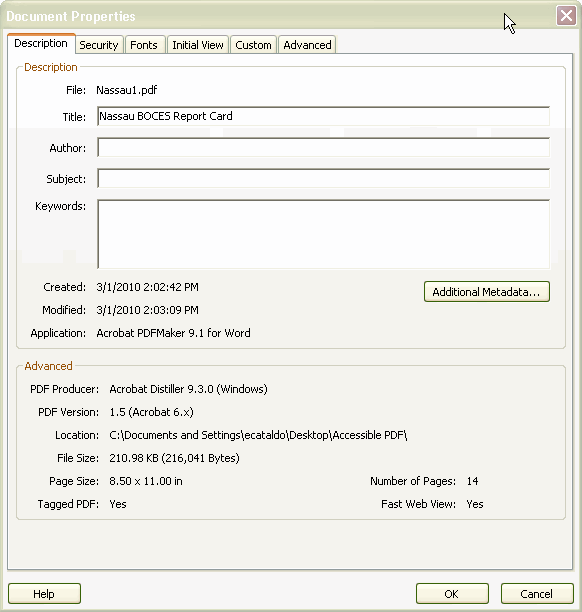 Document Properties
Description Security Fonts Initial View Custom Advanced
Description
File: Nassau1.pdf
Title: Nassau BOCES Report Card
Author:
Subject:
Keywords:
Created: 3/1/2010 2:02:42 PM
Additional Metadata...
Modified: 3/1/2010 2:03:09 PM
Application: Acrobat PDFMaker 9.1 for Word
Advanced
PDF Producer: Acrobat Distiller 9.3.0 (Windows)
PDF Version: 1.5 (Acrobat 6.x)
Location: C:\Documents and Settings\ecataldo\Desktop\Accessible PDF\
File Size: 210.98 KB (216,041 Bytes)
Page Size: 8.50 x 11.00 in Number of Pages: 14
Tagged PDF: Yes Fast Web View: Yes
Help OK Cancel